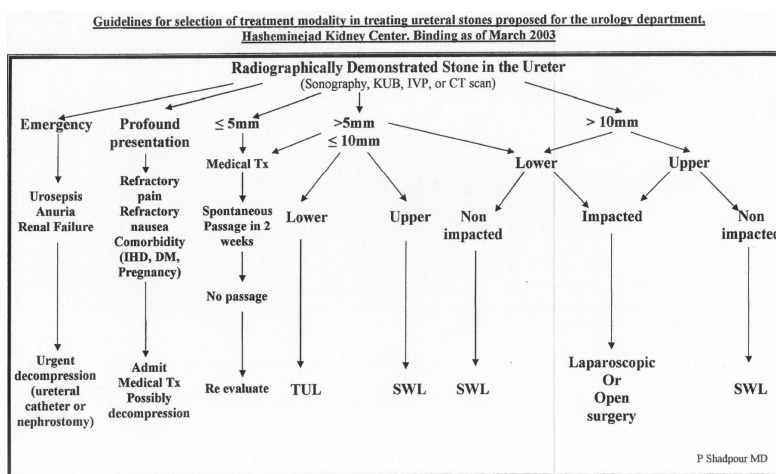 Guidelines for selection of treatment modality in treating ureteral stones proposed for the urology department,
Hasheminejad Kidney Center. Binding as of March 2003
Radiographically Demonstrated Stone in the Ureter
(Sonography, KUB, IVP, or CT scan)
Emergency
Urosepsis
Anuria
Renal Failure
Urgent
decompression
(ureteral
catheter or
nephrostomy)
Profound
presentation
Refractory
pain
Refractory
nausea
Comorbidity
(IHD, DM,
Pregnancy)
Admit
Medical Tx
Possibly
decompression
≤ 5mm
Medical Tx
Spontaneous
Passage in 2
weeks
No passage
Re evaluate
>5mm
≤ 10mm
Lower
TUL
Upper
SWL
> 10mm
Lower
Non
impacted
SWL
Upper
Impacted
Laparoscopic
Or
Open
surgery
Non
impacted
SWL
P Shadpour MD